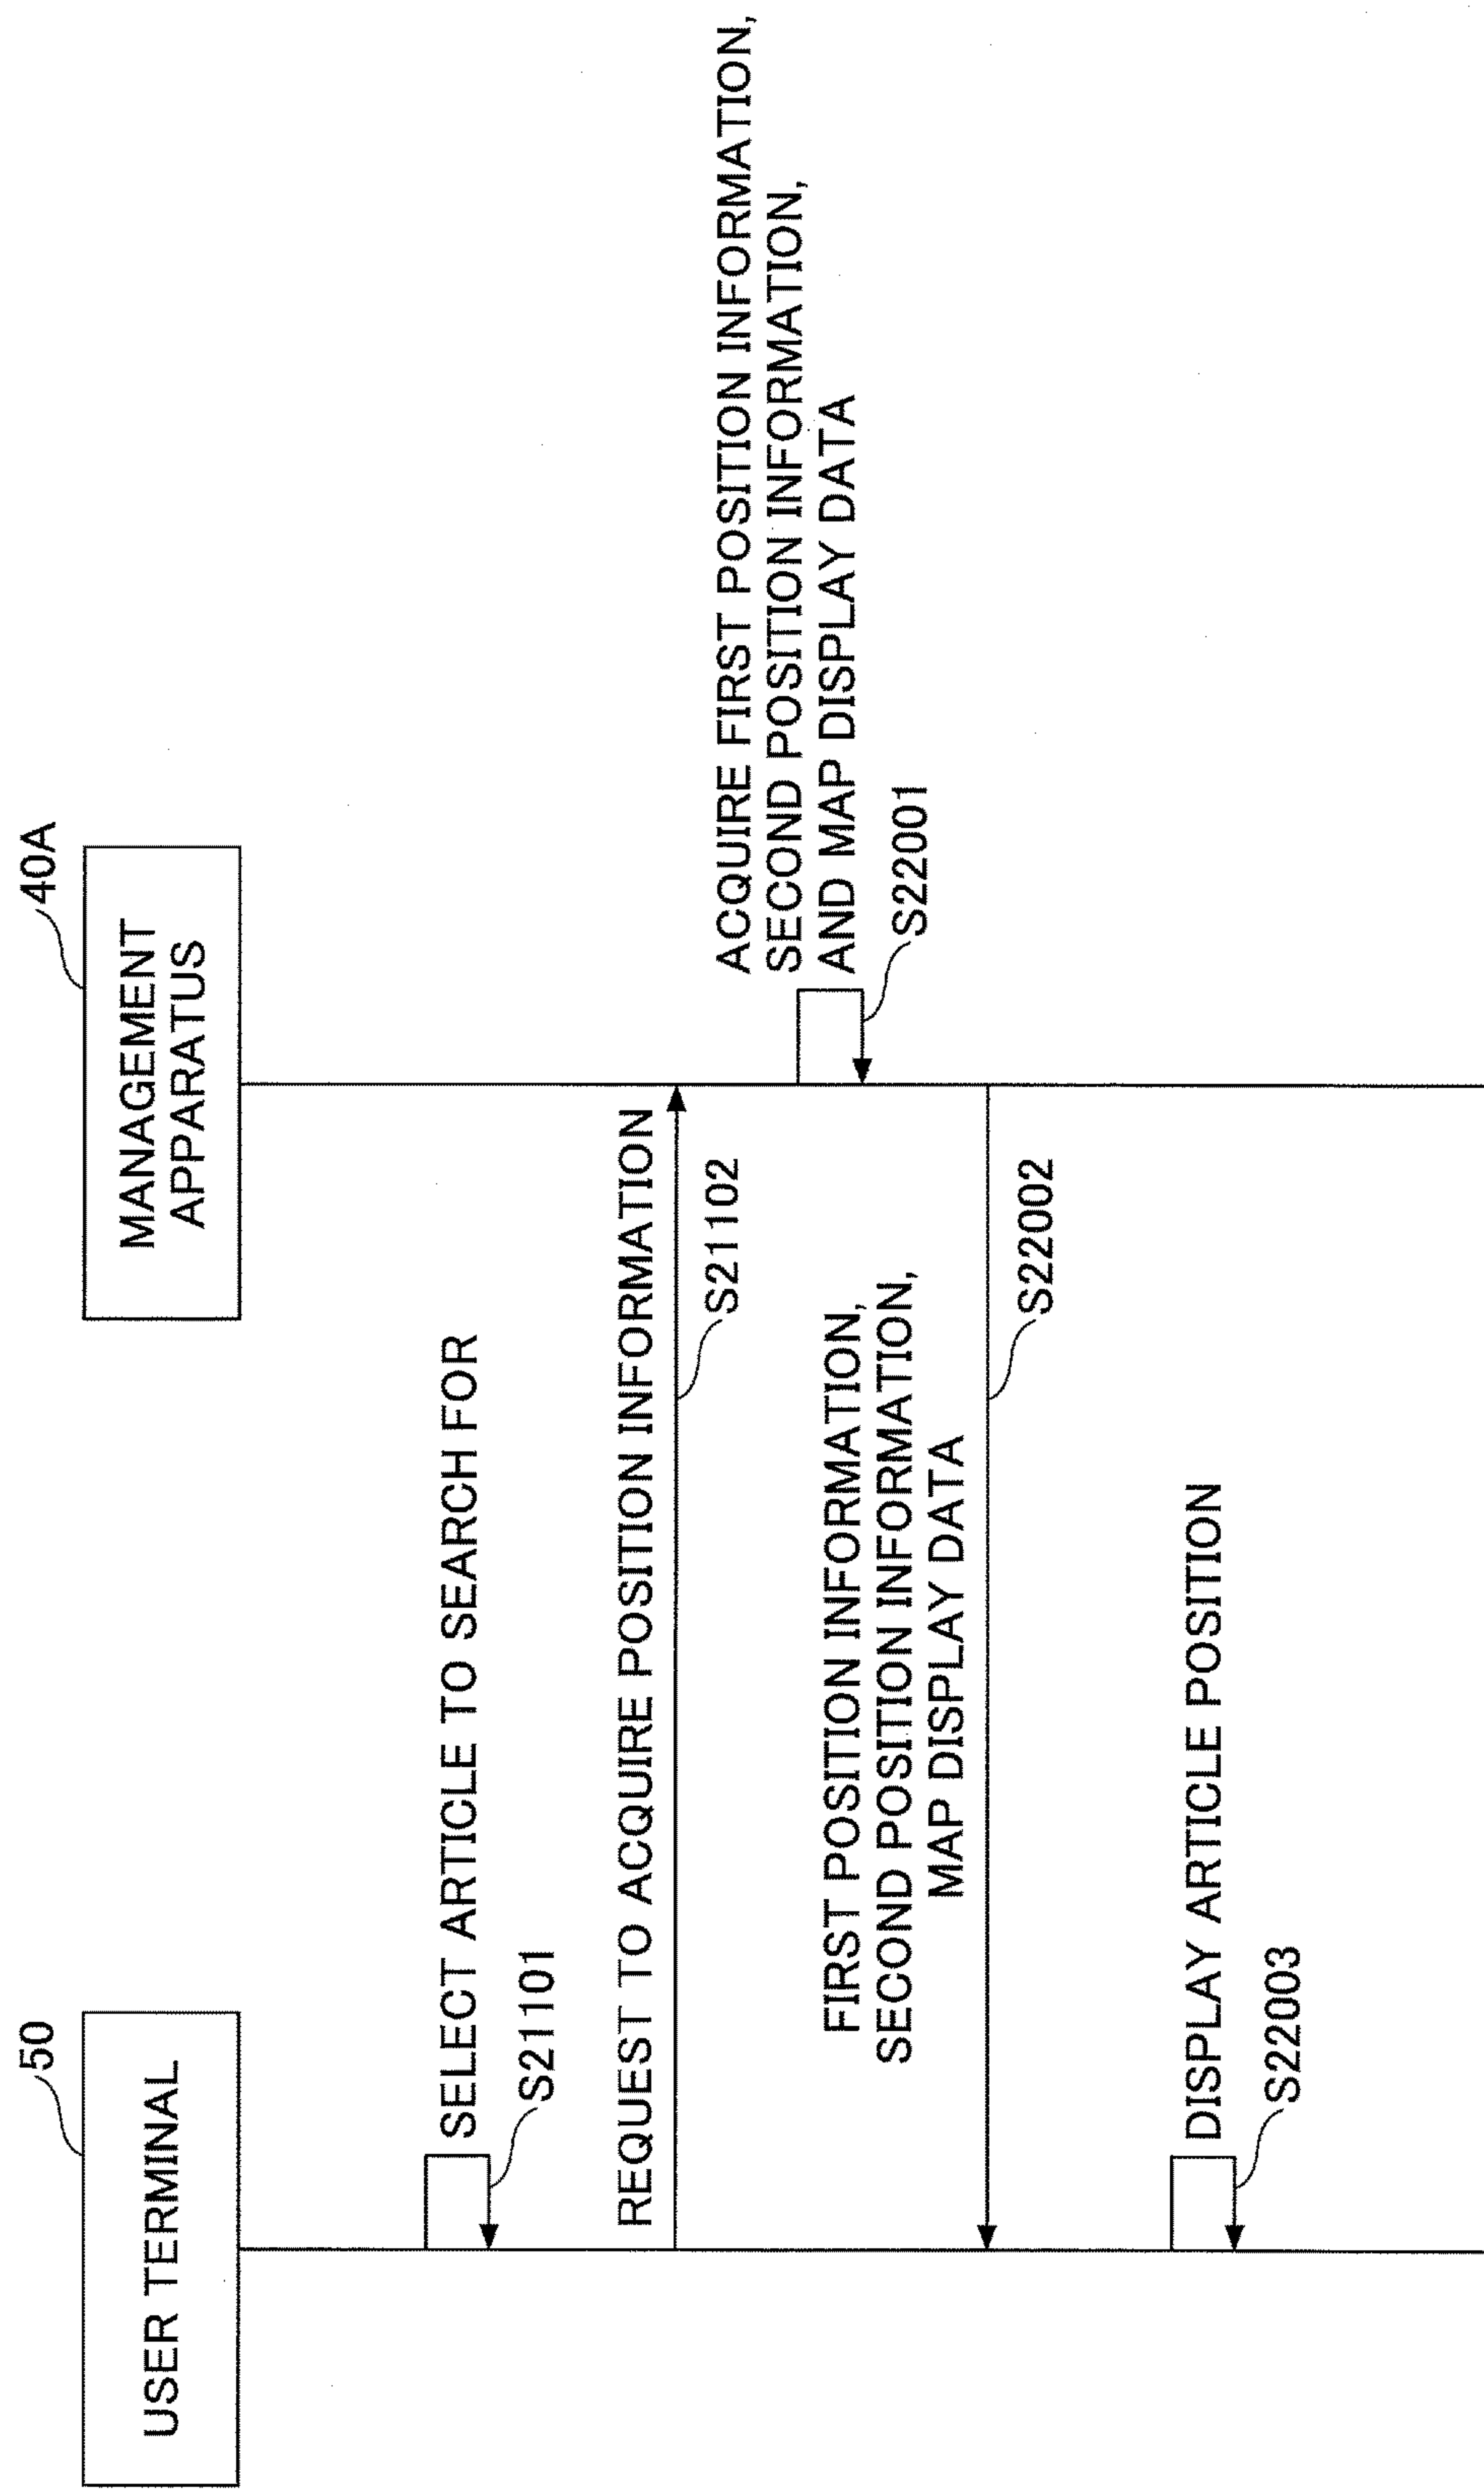 50
USER TERMINAL
40A
MANAGEMENT
APPARATUS
SELECT ARTICLE TO SEARCH FOR
S21101
REQUEST TO ACQUIRE POSITION INFORMATION
S21102
ACQUIRE FIRST POSITION INFORMATION,
SECOND POSITION INFORMATION,
AND MAP DISPLAY DATA
S22001
FIRST POSITION INFORMATION,
SECOND POSITION INFORMATION,
MAP DISPLAY DATA
S22002
DISPLAY ARTICLE POSITION
S22003